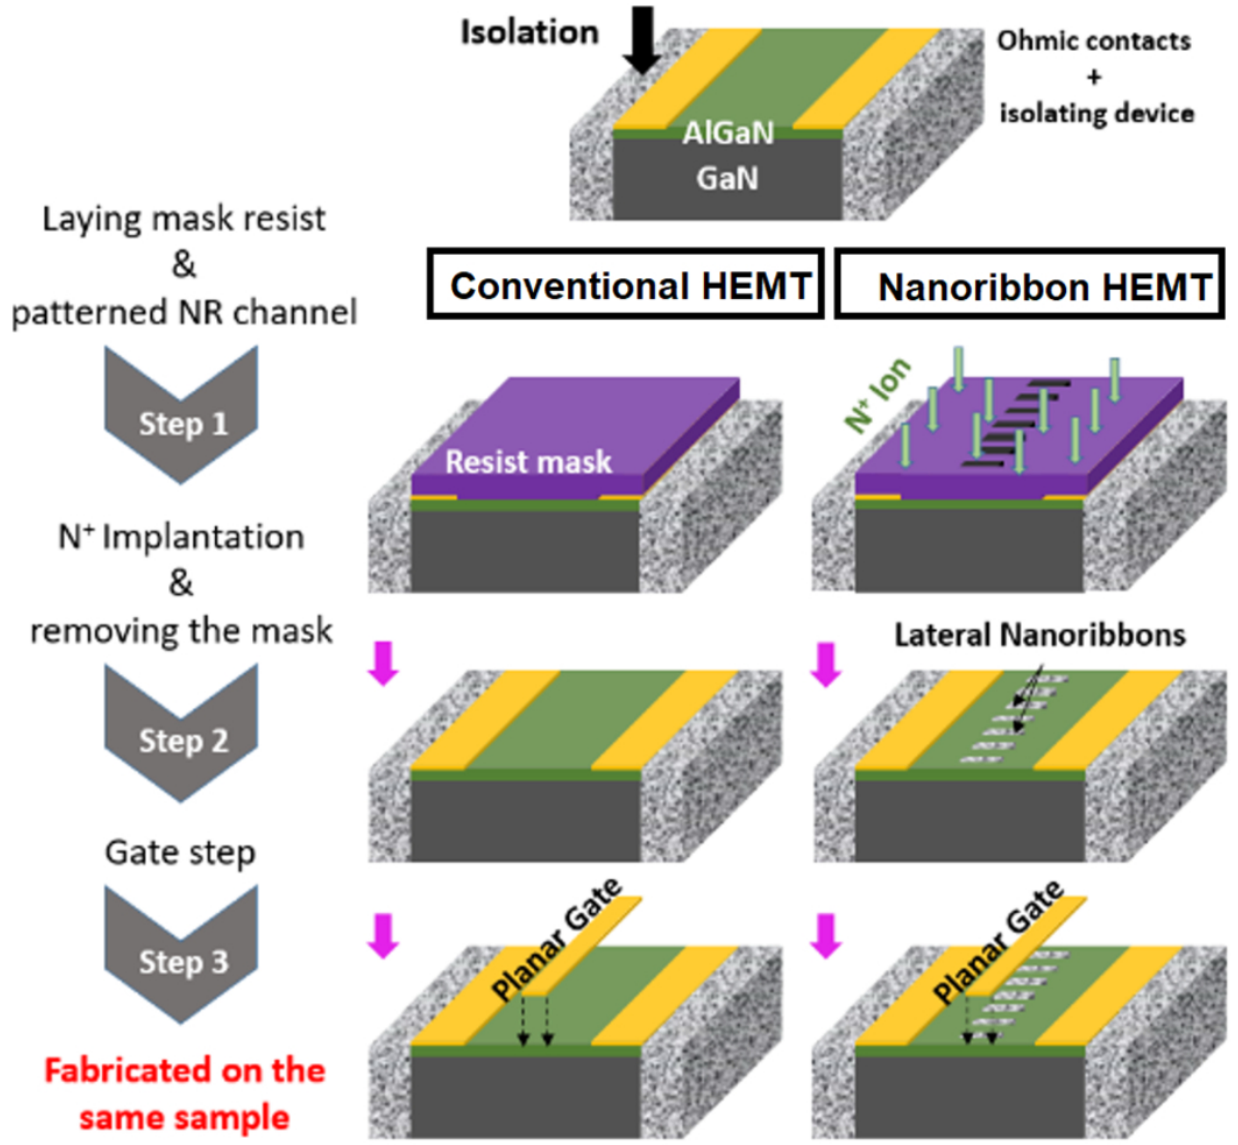 Isolation
Ohmic contacts
+
isolating device
AlGaN
GaN
Laying mask resist
&
patterned NR channel
Step 1
Conventional HEMT
Nanoribbon HEMT
N⁺ Ion
Resist mask
N⁺ Implantation
&
removing the mask
Step 2
Lateral Nanoribbons
Gate step
Step 3
Planar Gate
Planar Gate
Fabricated on the
same sample